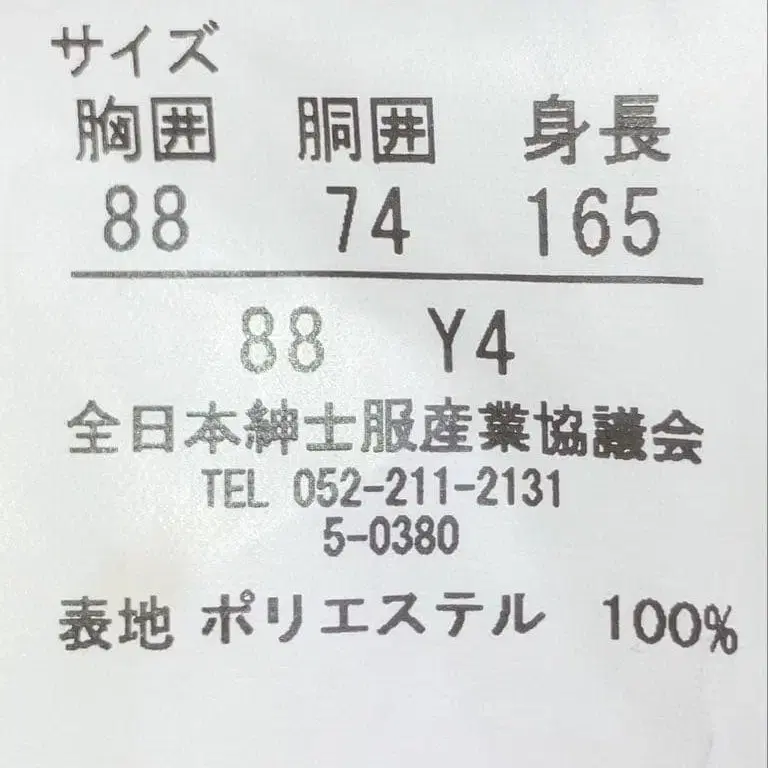 サイズ
胸囲 胴囲 身長
88 74 165
88 Y4
全日本紳士服産業協議会
TEL 052-211-2131
5-0380
表地 ポリエステル 100%